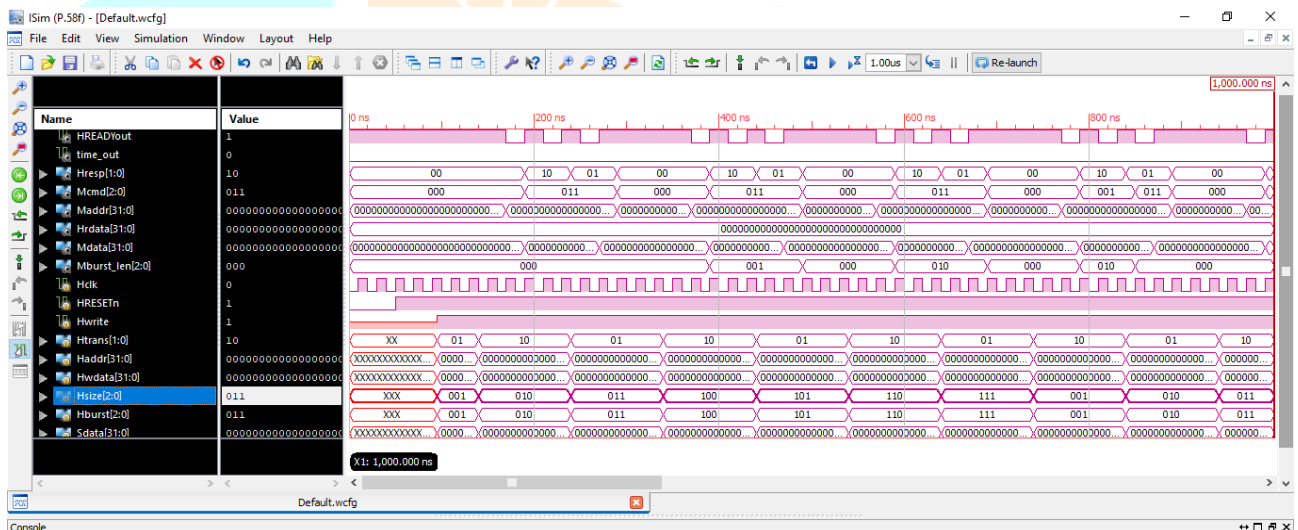 ISim (P.58f) - [Default.wcfg]
File Edit View Simulation Window Layout Help
1.00us Re-launch
1,000.000 ns
Name Value 0 ns 200 ns 400 ns 600 ns 800 ns
HREADYout 1
time_out 0
Hresp[1:0] 10 00 10 01 00 10 01 00 10 01 00 10 01 00
Mcmd[2:0] 011 000 011 000 011 000 011 000 001 011 000
Maddr[31:0]
Hrdata[31:0] 00000000000000000000000000000000
Mdata[31:0]
Mburst_len[2:0] 000 000 001 000 010 000 010 000
Hclk 0
HRESETn 1
Hwrite 1
Htrans[1:0] 10 XX 01 10 01 10 01 10 01 10 01 10
Haddr[31:0]
Hwdata[31:0]
Hsize[2:0] 011 XXX 001 010 011 100 101 110 111 001 010 011
Hburst[2:0] 011 XXX 001 010 011 100 101 110 111 001 010 011
Sdata[31:0]
X1: 1,000.000 ns
Default.wcfg
Console